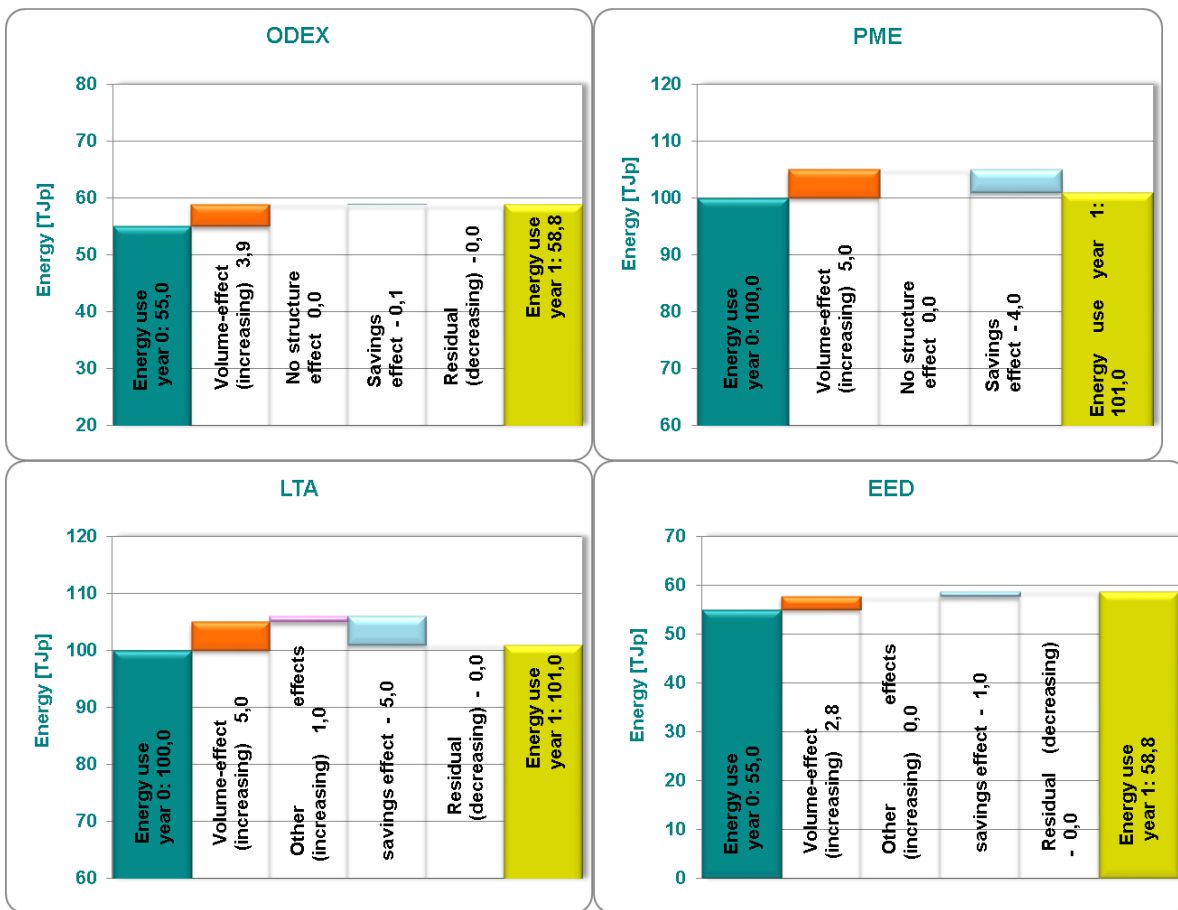 ODEX
Energy [TJp]
80
70
60
50
40
30
20
Energy use
year 0: 55,0
Volume-effect
(increasing) 3,9
No structure
effect 0,0
Savings
effect - 0,1
Residual
(decreasing) - 0,0
Energy use
year 1: 58,8
PME
Energy [TJp]
120
110
100
90
80
70
60
Energy use
year 0: 100,0
Volume-effect
(increasing) 5,0
No structure
effect 0,0
Savings
effect - 4,0
Energy use year 1:
101,0
LTA
Energy [TJp]
120
110
100
90
80
70
60
Energy use
year 0: 100,0
Volume-effect
(increasing) 5,0
Other effects
(increasing) 1,0
savings effect - 5,0
Residual
(decreasing) - 0,0
Energy use
year 1: 101,0
EED
Energy [TJp]
70
60
50
40
30
20
10
0
Energy use
year 0: 55,0
Volume-effect
(increasing) 2,8
Other effects
(increasing) 0,0
savings effect - 1,0
Residual (decreasing)
- 0,0
Energy use
year 1: 58,8